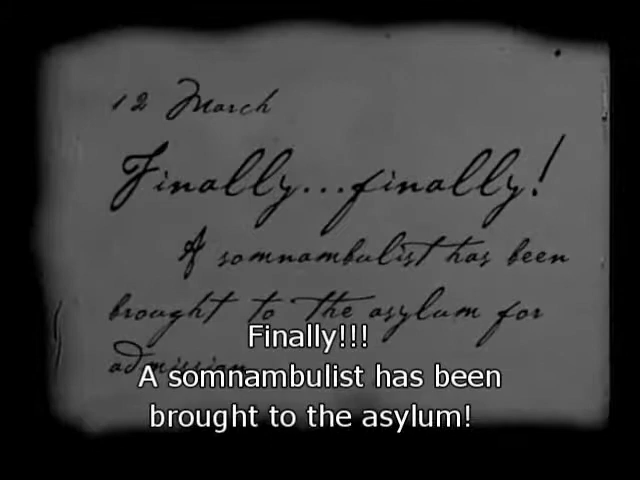 12 March
Finally...finally!
A somnambulist has been
brought to the asylum for
admission
Finally!!!
A somnambulist has been
brought to the asylum!